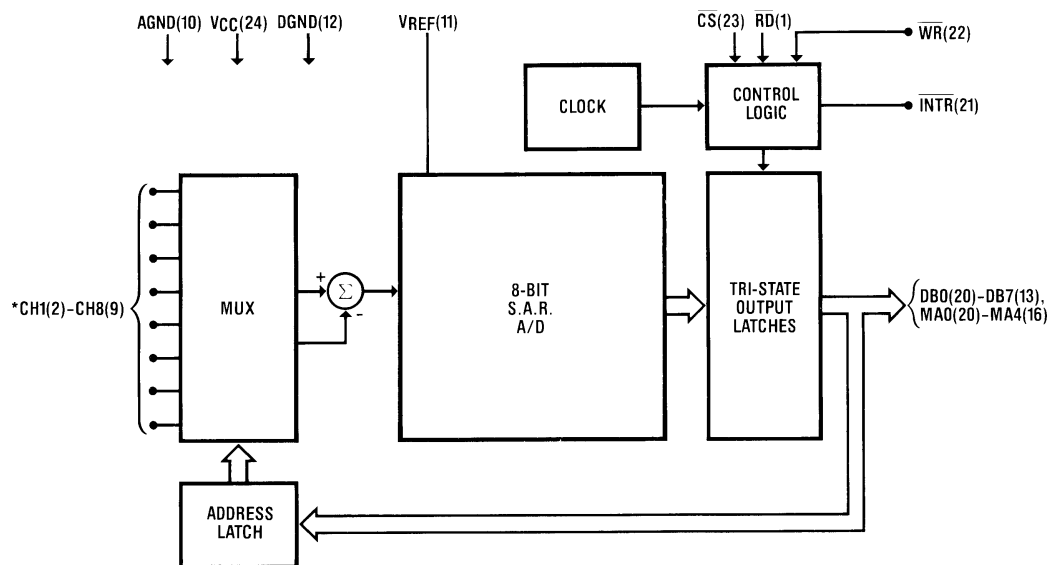 AGND(10) VCC(24) DGND(12) VREF(11) CS(23) RD(1)
WR(22)
CLOCK
CONTROL
LOGIC
INTR(21)
*CH1(2)-CH8(9)
MUX
+
Σ
-
8-BIT
S.A.R.
A/D
TRI-STATE
OUTPUT
LATCHES
DB0(20)-DB7(13),
MA0(20)-MA4(16)
ADDRESS
LATCH